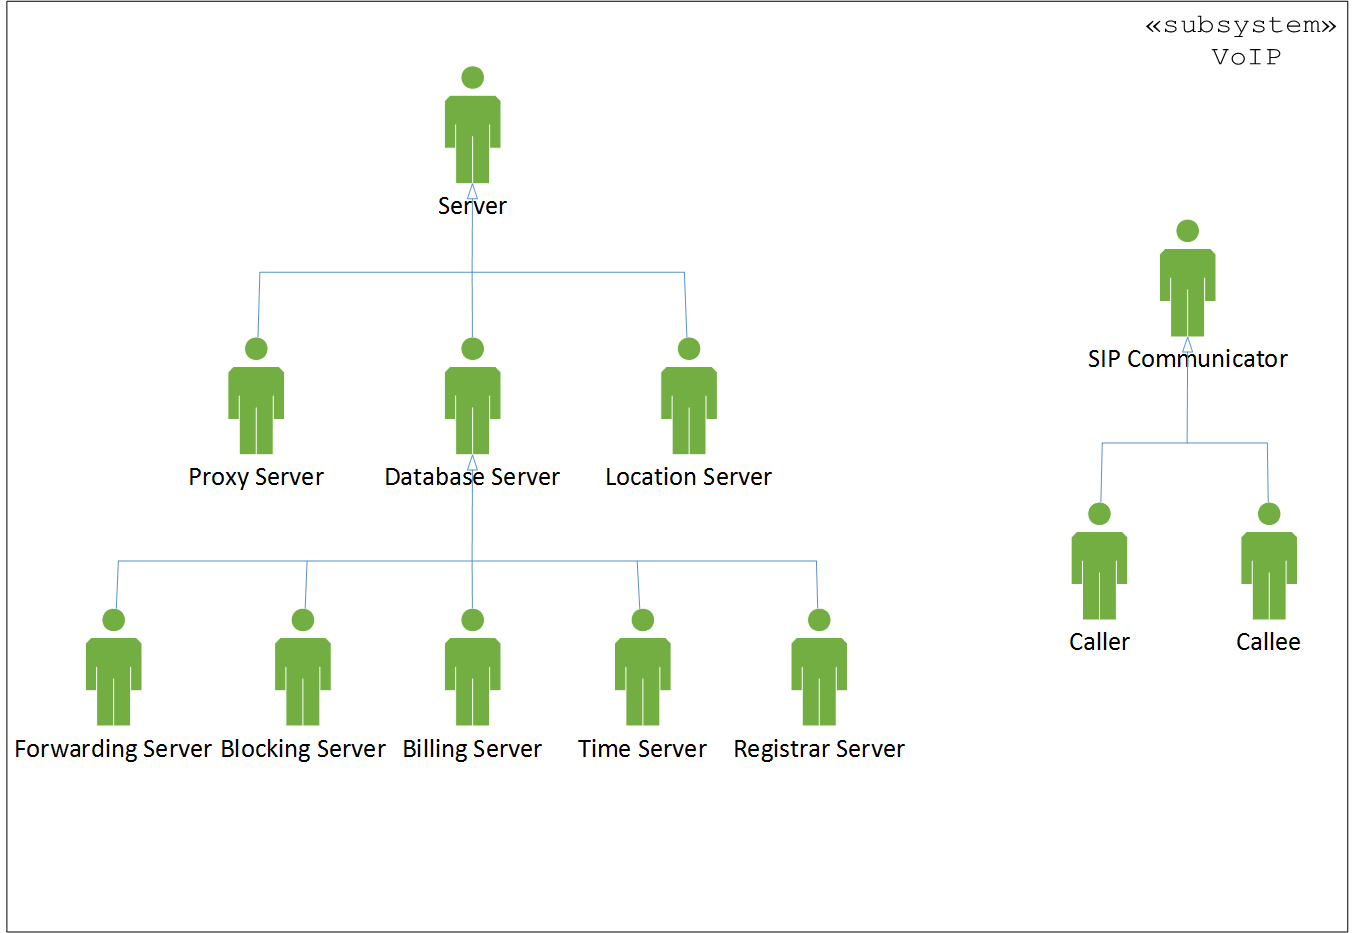 «subsystem»
VoIP
Server
SIP Communicator
Proxy Server
Database Server
Location Server
Caller
Callee
Forwarding Server
Blocking Server
Billing Server
Time Server
Registrar Server